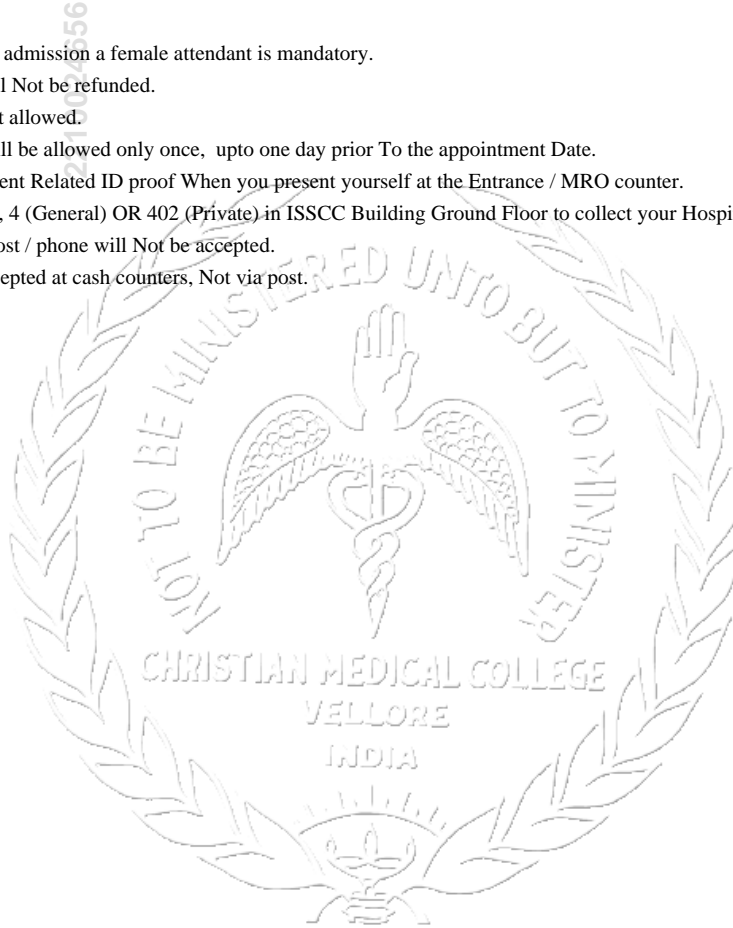 admission a female attendant is mandatory.
ll Not be refunded.
t allowed.
ll be allowed only once, upto one day prior To the appointment Date.
ent Related ID proof When you present yourself at the Entrance / MRO counter.
, 4 (General) OR 402 (Private) in ISSCC Building Ground Floor to collect your Hospi
ost / phone will Not be accepted.
epted at cash counters, Not via post.
NOT TO BE MINISTERED UNTO BUT TO MINISTER
CHRISTIAN MEDICAL COLLEGE
VELLORE
INDIA